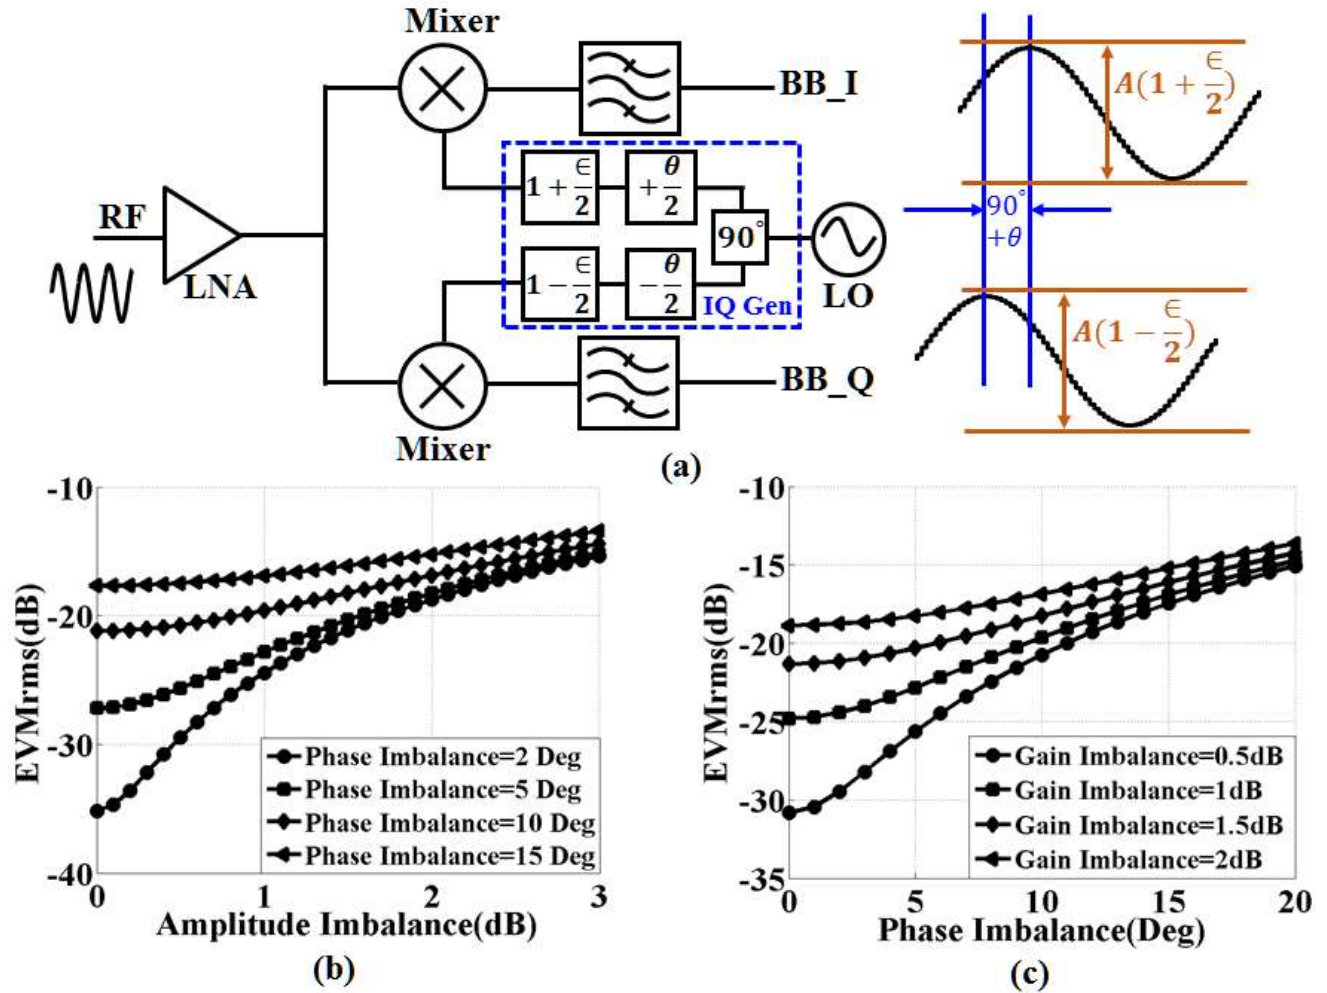 Mixer
BB_I
A(1 + ∈/2)
1 + ∈/2
+θ/2
RF
90°
90°
+θ
LNA
1 − ∈/2
−θ/2
IQ Gen
LO
A(1 − ∈/2)
BB_Q
Mixer
(a)
-10
-20
-30
-40
EVMrms(dB)
Phase Imbalance=2 Deg
Phase Imbalance=5 Deg
Phase Imbalance=10 Deg
Phase Imbalance=15 Deg
0 1 2 3
Amplitude Imbalance(dB)
(b)
-10
-15
-20
-25
-30
-35
EVMrms(dB)
Gain Imbalance=0.5dB
Gain Imbalance=1dB
Gain Imbalance=1.5dB
Gain Imbalance=2dB
0 5 10 15 20
Phase Imbalance(Deg)
(c)